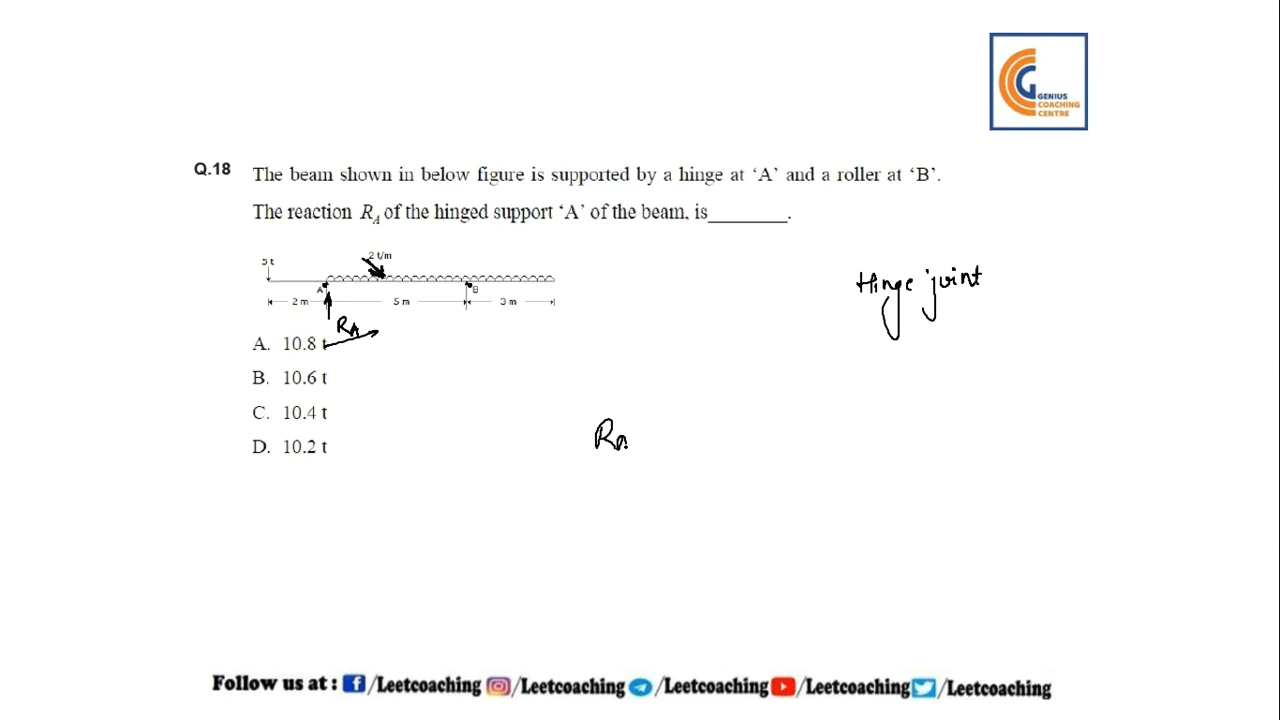 GENIUS
COACHING
CENTRE
Q.18 The beam shown in below figure is supported by a hinge at ‘A’ and a roller at ‘B’.
The reaction R_A of the hinged support ‘A’ of the beam, is________.
5 t
2 t/m
A
B
2 m
5 m
3 m
RA
Hinge joint
A. 10.8 t
B. 10.6 t
C. 10.4 t
RA
D. 10.2 t
Follow us at : /Leetcoaching /Leetcoaching /Leetcoaching /Leetcoaching /Leetcoaching